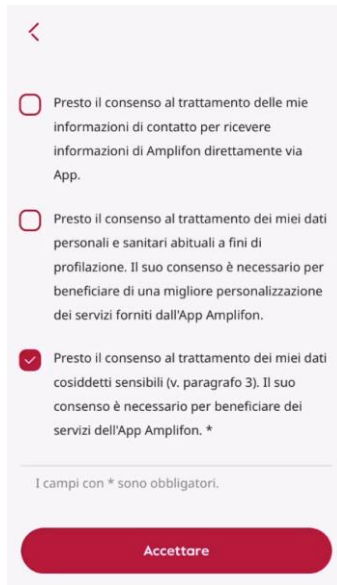 Presto il consenso al trattamento delle mie
informazioni di contatto per ricevere
informazioni di Amplifon direttamente via
App.
Presto il consenso al trattamento dei miei dati
personali e sanitari abituali a fini di
profilazione. Il suo consenso è necessario per
beneficiare di una migliore personalizzazione
dei servizi forniti dall'App Amplifon.
Presto il consenso al trattamento dei miei dati
cosiddetti sensibili (v. paragrafo 3). Il suo
consenso è necessario per beneficiare dei
servizi dell'App Amplifon. *
I campi con * sono obbligatori.
Accettare